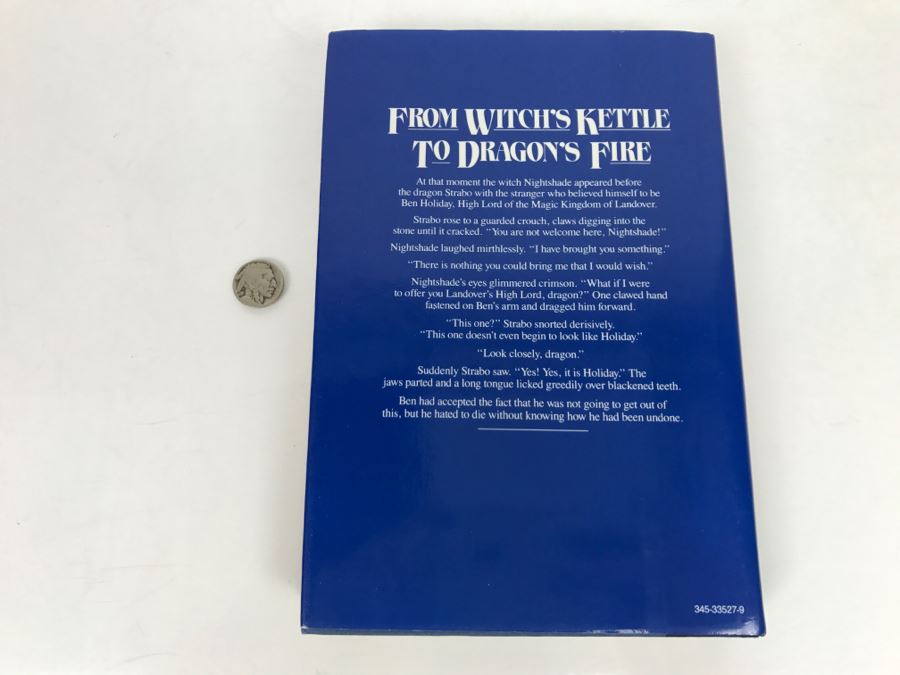 FROM WITCH'S KETTLE
TO DRAGON'S FIRE
At that moment the witch Nightshade appeared before
the dragon Strabo with the stranger who believed himself to be
Ben Holiday, High Lord of the Magic Kingdom of Landover.
Strabo rose to a guarded crouch, claws digging into the
stone until it cracked. "You are not welcome here, Nightshade!"
Nightshade laughed mirthlessly. "I have brought you something."
"There is nothing you could bring me that I would wish."
Nightshade's eyes glimmered crimson. "What if I were
to offer you Landover's High Lord, dragon?" One clawed hand
fastened on Ben's arm and dragged him forward.
"This one?" Strabo snorted derisively.
"This one doesn't even begin to look like Holiday."
"Look closely, dragon."
Suddenly Strabo saw. "Yes! Yes, it is Holiday." The
jaws parted and a long tongue licked greedily over blackened teeth.
Ben had accepted the fact that he was not going to get out of
this, but he hated to die without knowing how he had been undone.
345-33527-9